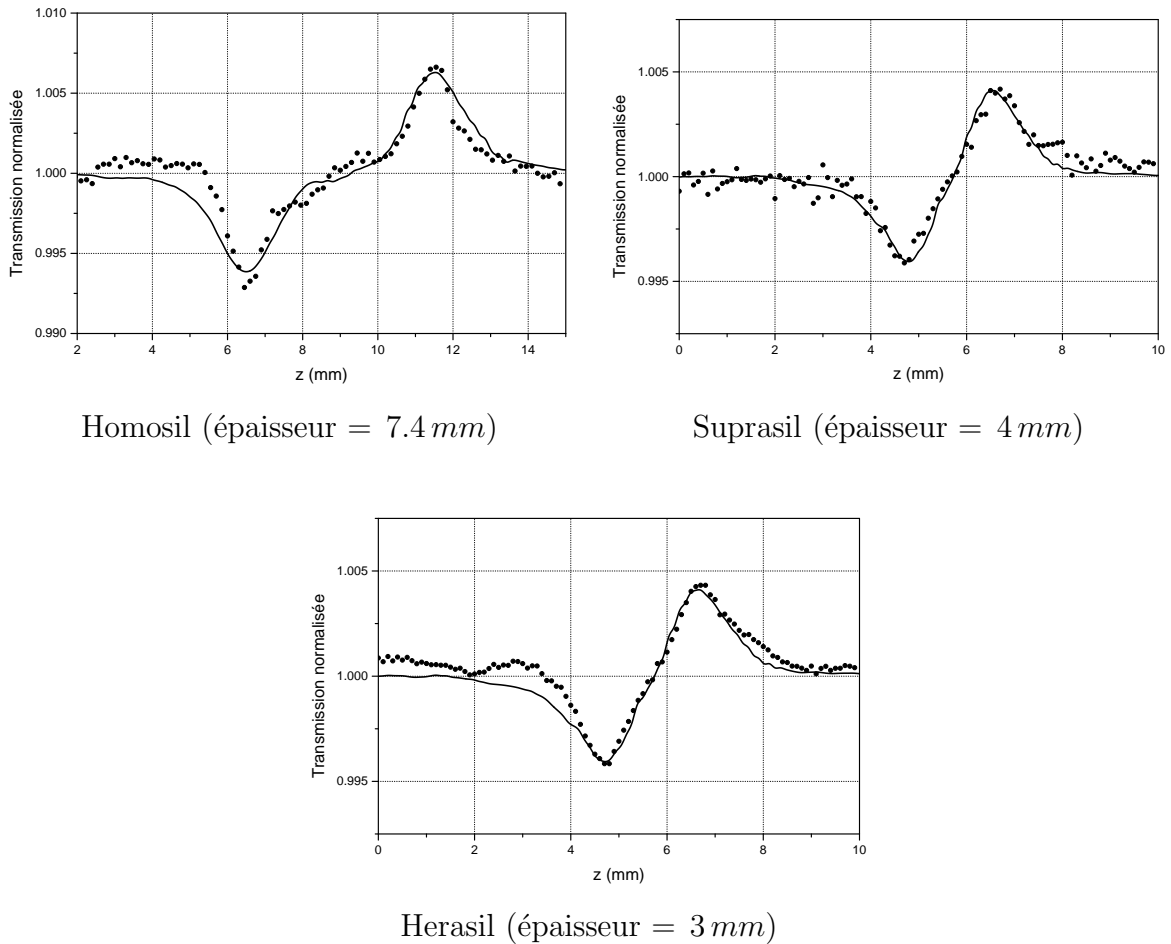 1.010
1.005
1.000
0.995
0.990
Transmission normalisée
2 4 6 8 10 12 14
z (mm)
Homosil (épaisseur = 7.4 mm)
1.005
1.000
0.995
Transmission normalisée
0 2 4 6 8 10
z (mm)
Suprasil (épaisseur = 4 mm)
1.005
1.000
0.995
Transmission normalisée
0 2 4 6 8 10
z (mm)
Herasil (épaisseur = 3 mm)